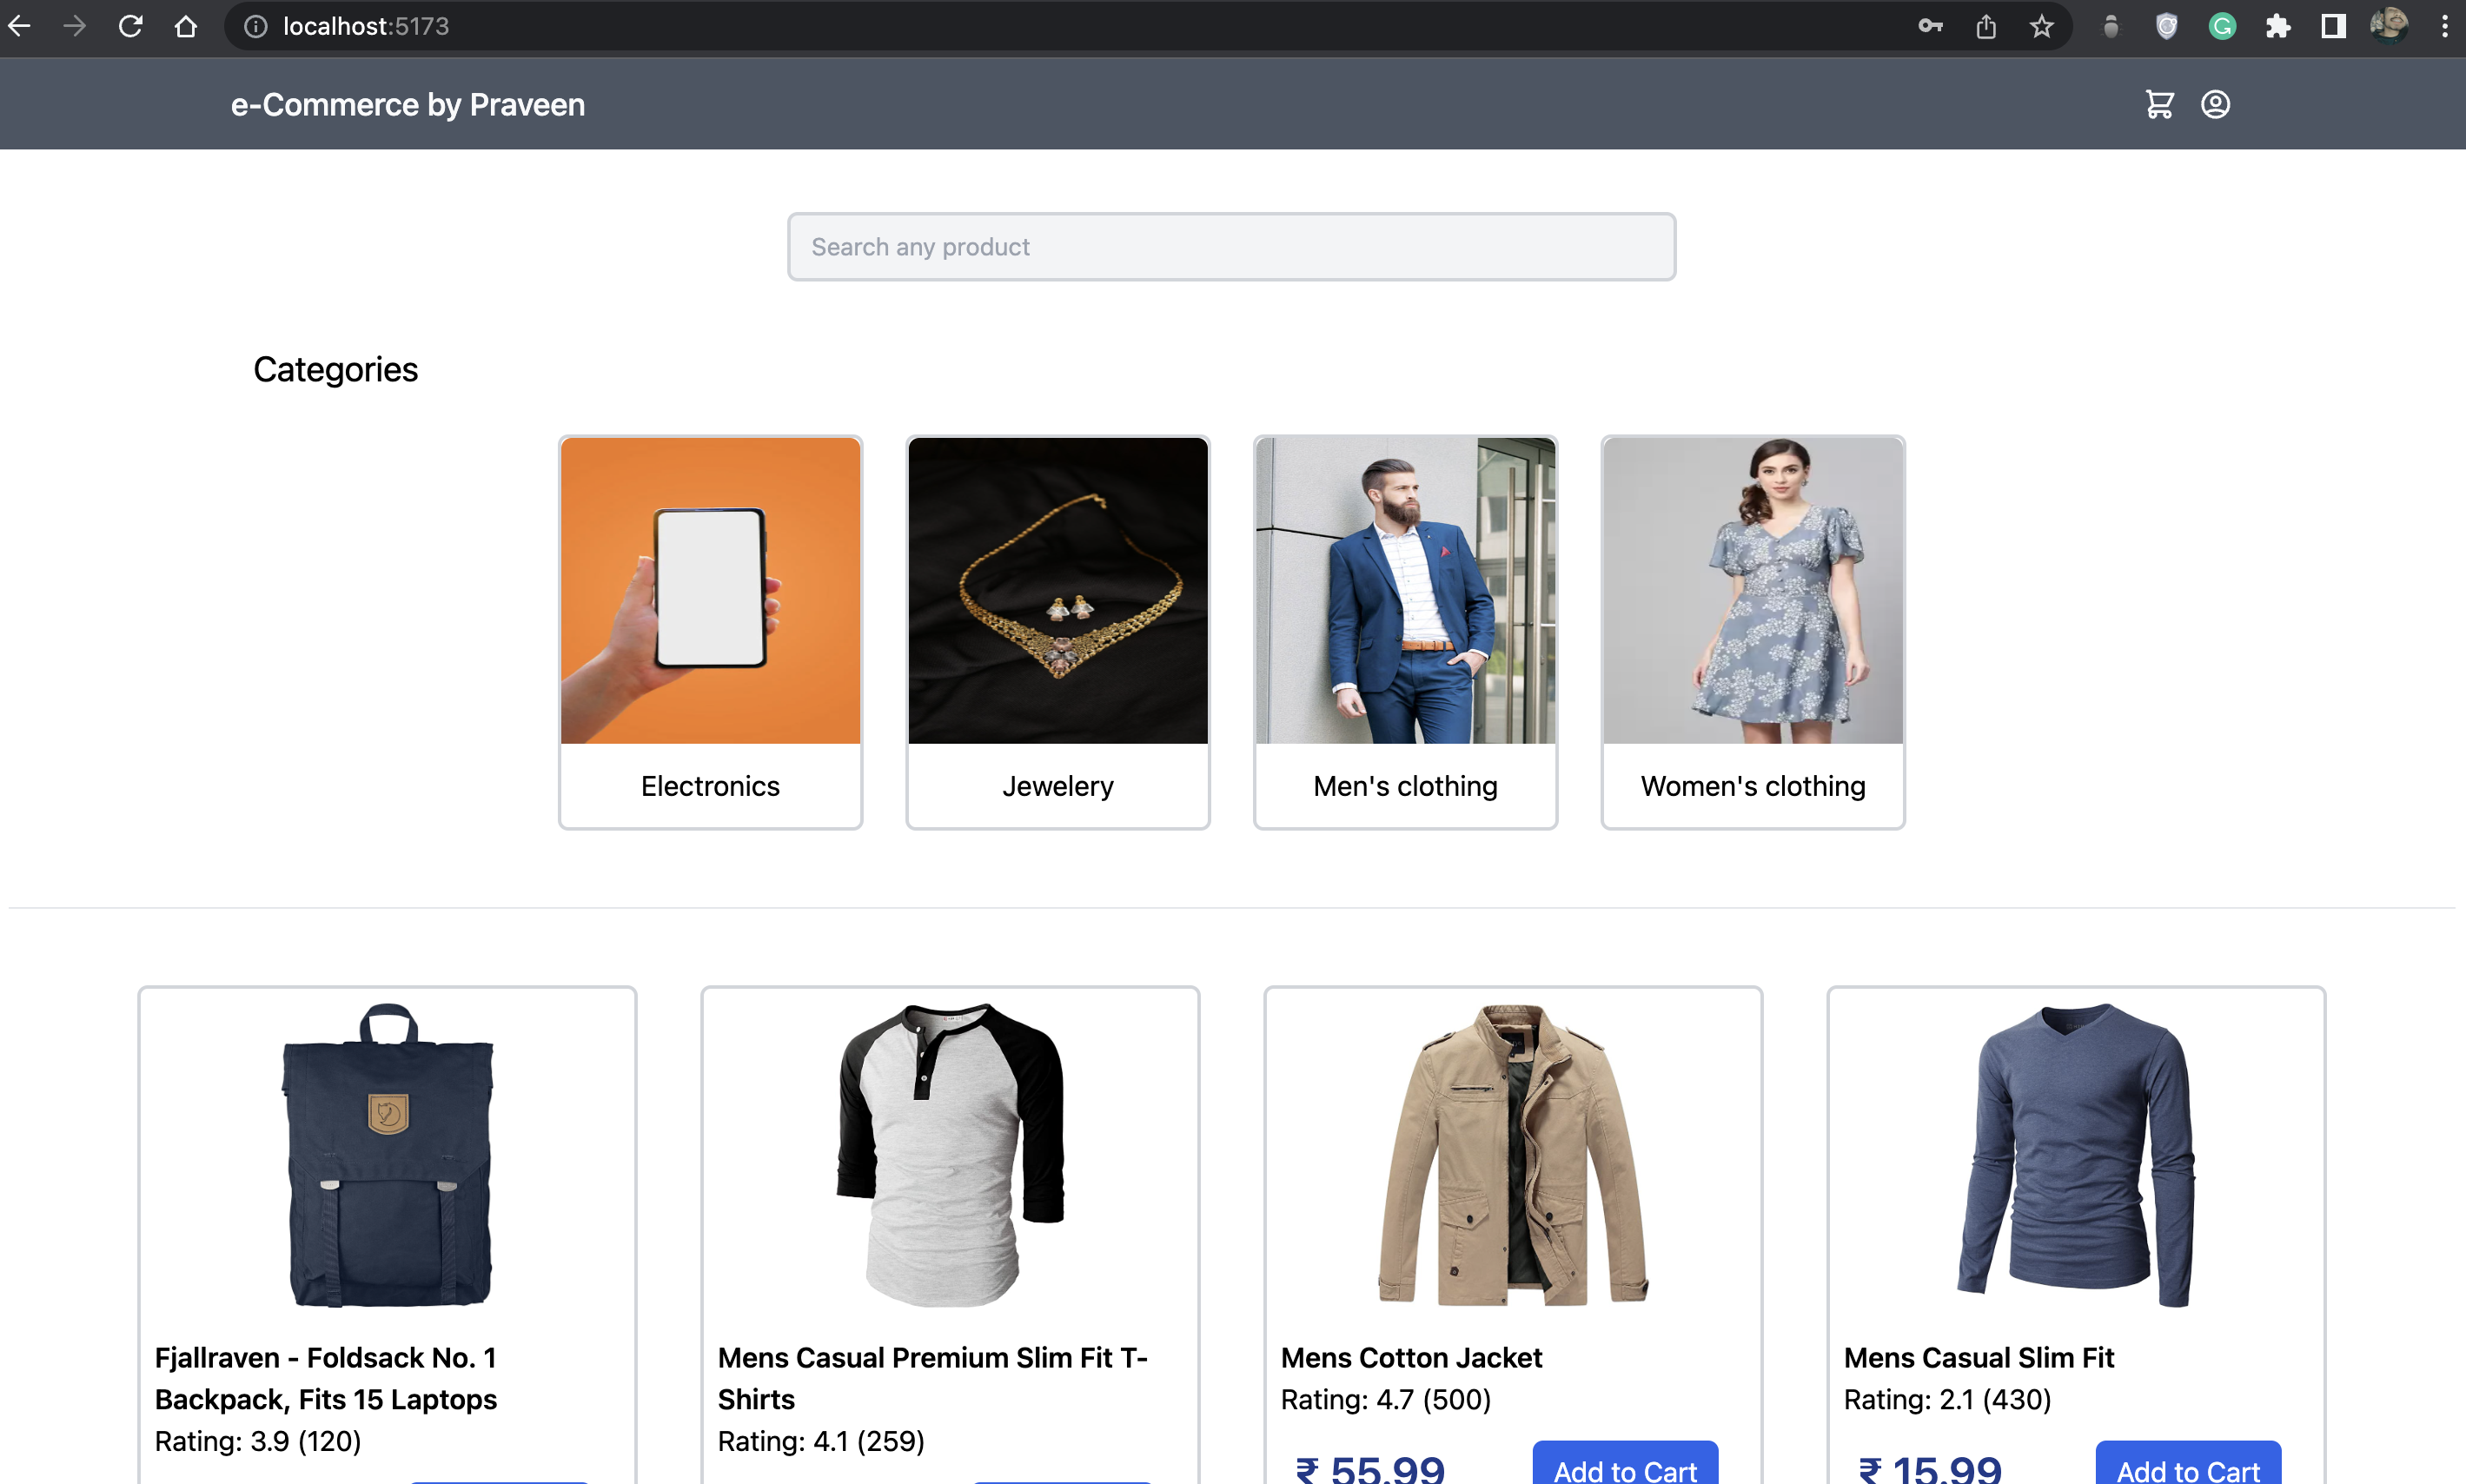 localhost:5173
e-Commerce by Praveen
Search any product
Categories
Electronics
Jewelery
Men's clothing
Women's clothing
Fjallraven - Foldsack No. 1
Backpack, Fits 15 Laptops
Rating: 3.9 (120)
Mens Casual Premium Slim Fit T-
Shirts
Rating: 4.1 (259)
Mens Cotton Jacket
Rating: 4.7 (500)
₹ 55.99
Add to Cart
Mens Casual Slim Fit
Rating: 2.1 (430)
₹ 15.99
Add to Cart